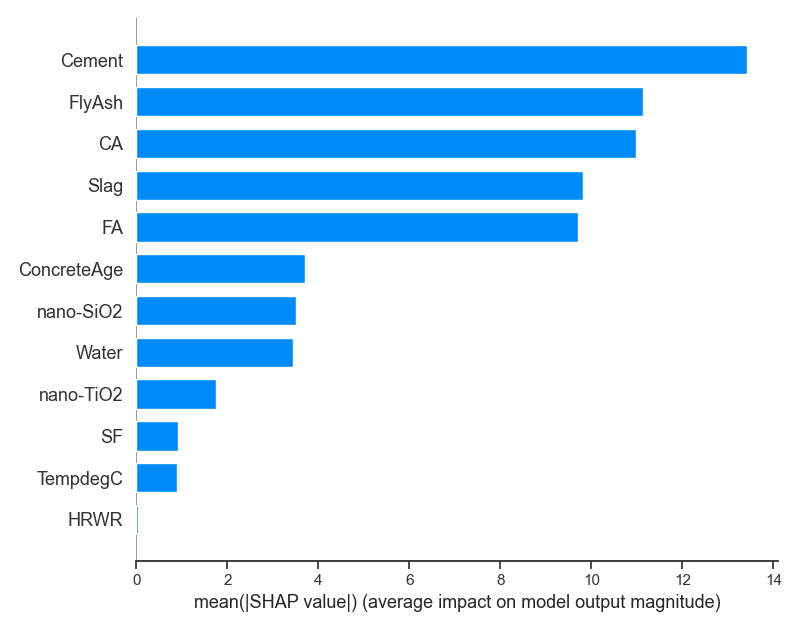 Cement
FlyAsh
CA
Slag
FA
ConcreteAge
nano-SiO2
Water
nano-TiO2
SF
TempdegC
HRWR
0 2 4 6 8 10 12 14
mean(|SHAP value|) (average impact on model output magnitude)